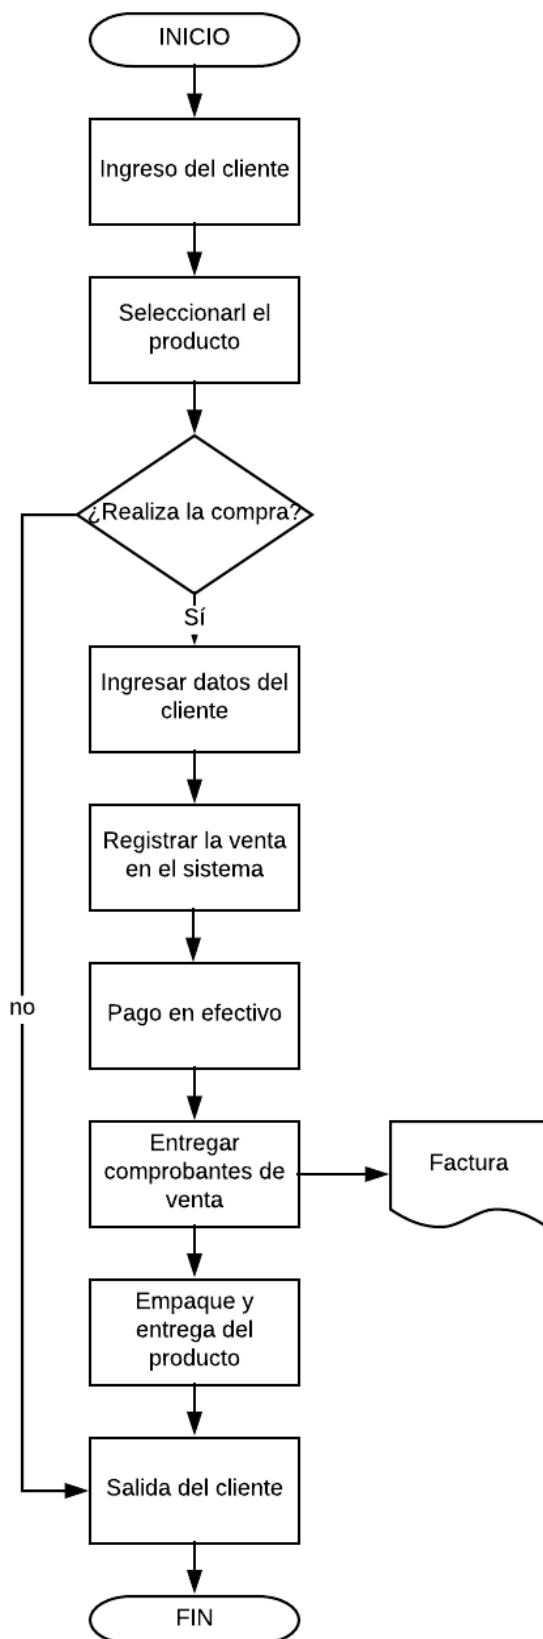 INICIO
Ingreso del cliente
Seleccionarl el
producto
¿Realiza la compra?
Sí
Ingresar datos del
cliente
Registrar la venta
en el sistema
no
Pago en efectivo
Entregar
comprobantes de
venta
Factura
Empaque y
entrega del
producto
Salida del cliente
FIN